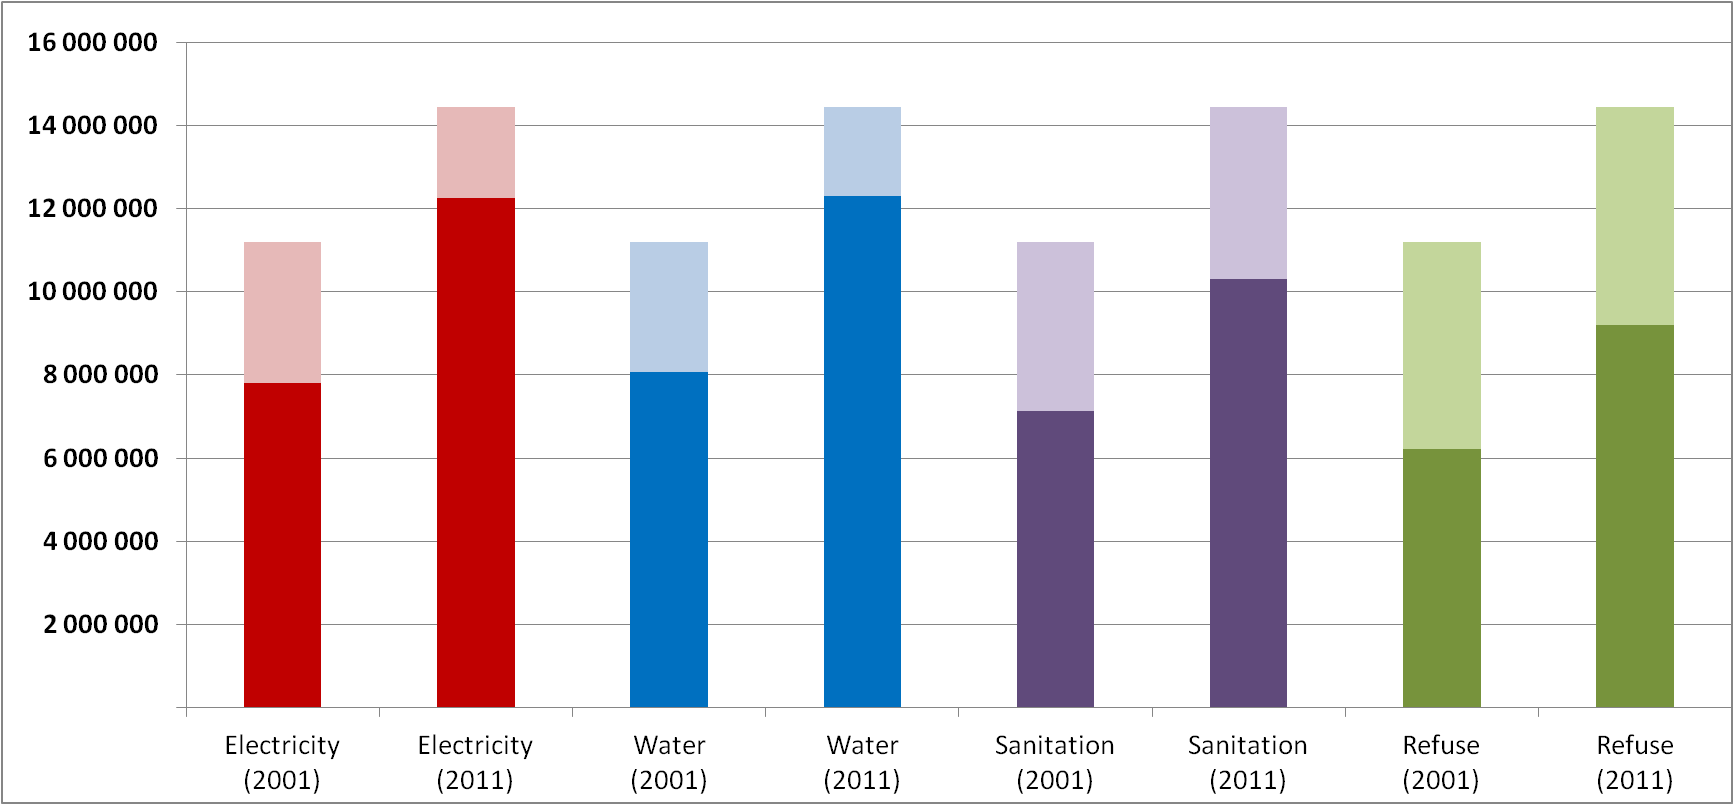 16 000 000
14 000 000
12 000 000
10 000 000
8 000 000
6 000 000
4 000 000
2 000 000
Electricity
(2001)
Electricity
(2011)
Water
(2001)
Water
(2011)
Sanitation
(2001)
Sanitation
(2011)
Refuse
(2001)
Refuse
(2011)